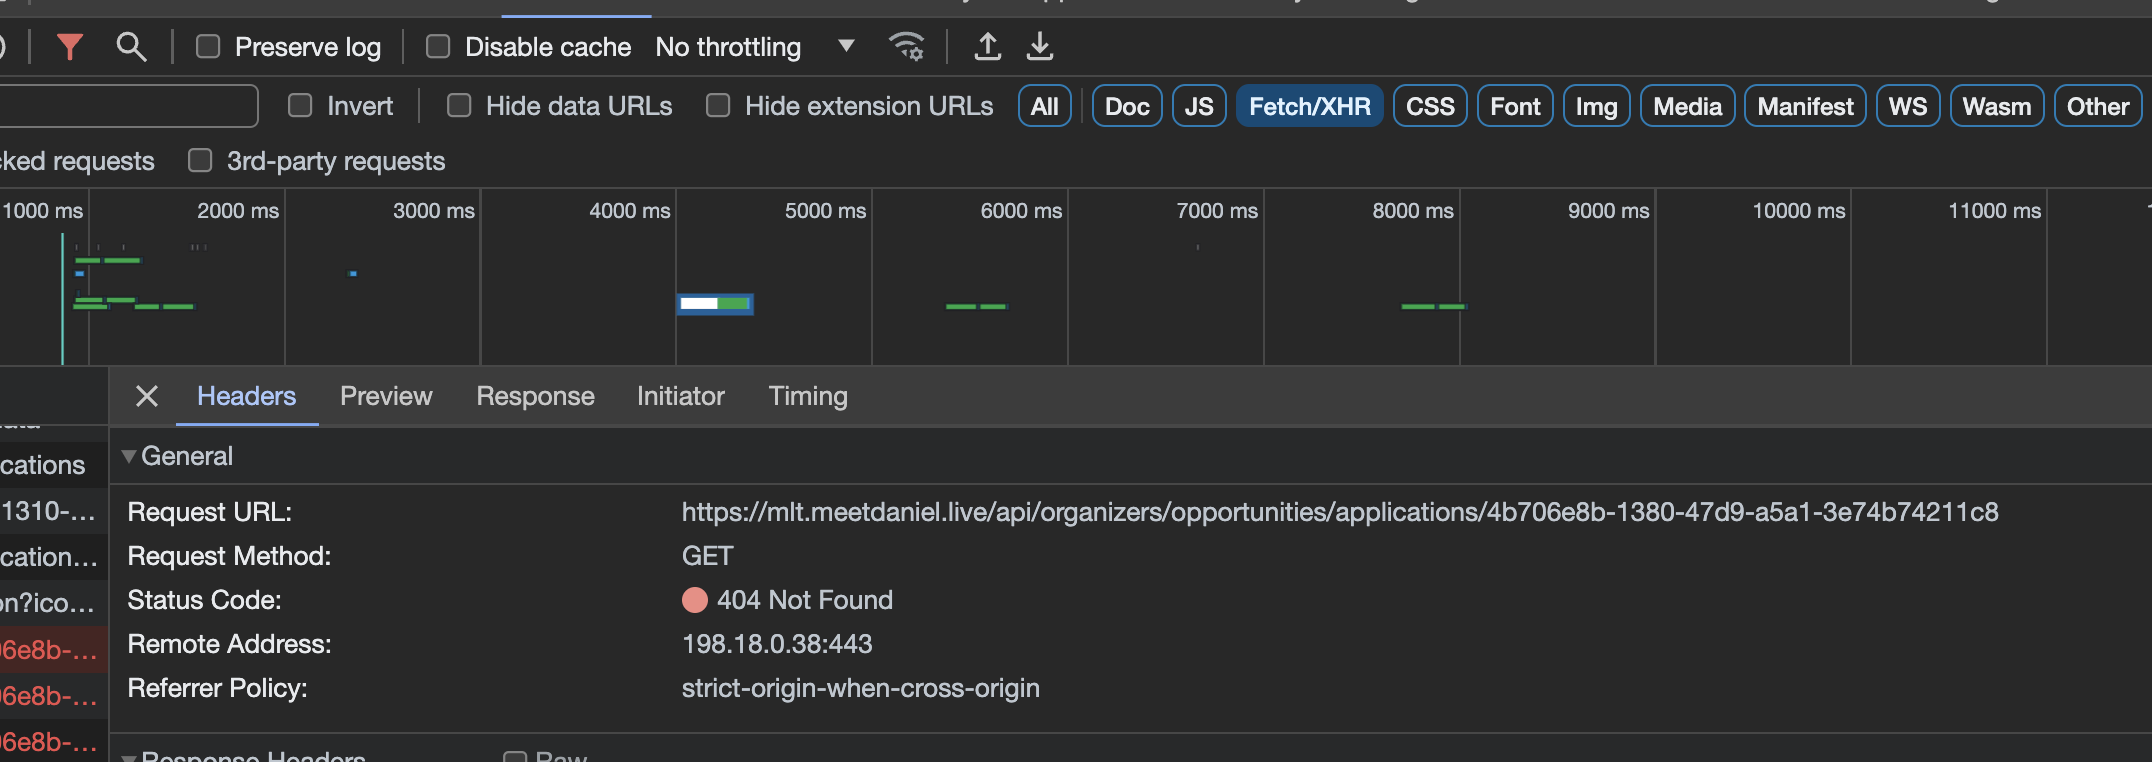 Preserve log Disable cache No throttling
Invert Hide data URLs Hide extension URLs All Doc JS Fetch/XHR CSS Font Img Media Manifest WS Wasm Other
cked requests 3rd-party requests
1000 ms 2000 ms 3000 ms 4000 ms 5000 ms 6000 ms 7000 ms 8000 ms 9000 ms 10000 ms 11000 ms
Headers Preview Response Initiator Timing
General
cations
Request URL: https://mlt.meetdaniel.live/api/organizers/opportunities/applications/4b706e8b-1380-47d9-a5a1-3e74b74211c8
1310-...
Request Method: GET
cation...
Status Code: 404 Not Found
on?ico...
Remote Address: 198.18.0.38:443
6e8b-...
Referrer Policy: strict-origin-when-cross-origin
6e8b-...
6e8b-...
Response Headers Raw